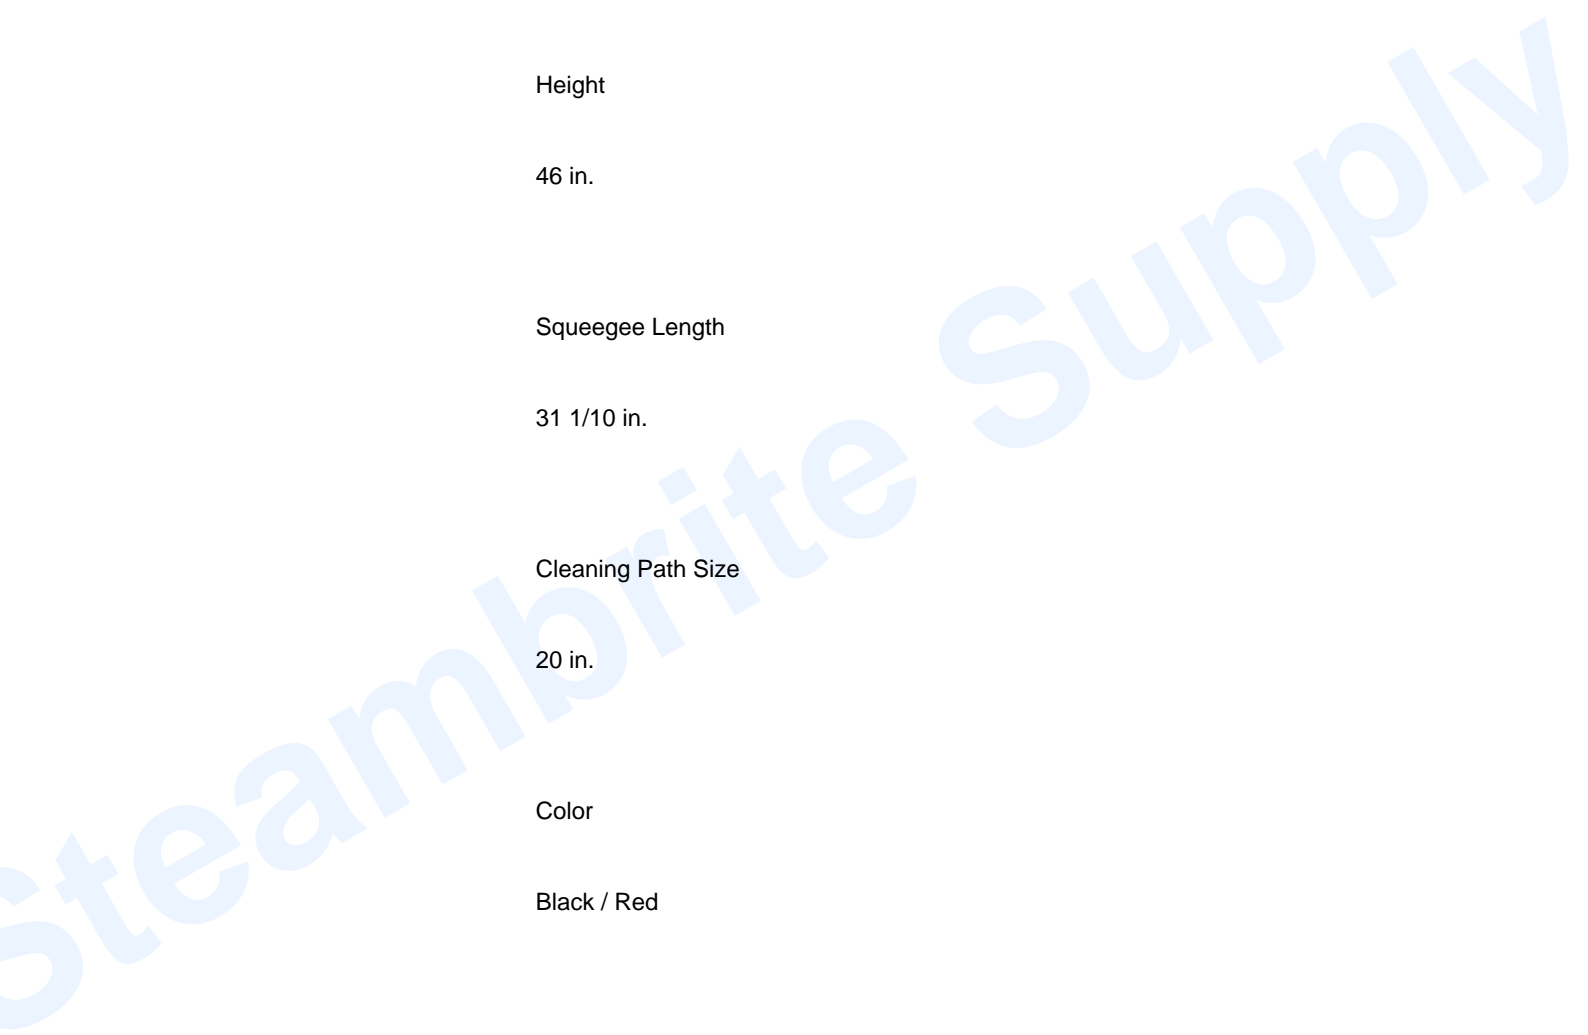 Height
46 in.
Squeegee Length
31 1/10 in.
Cleaning Path Size
20 in.
Color
Black / Red
Steambrite Supply